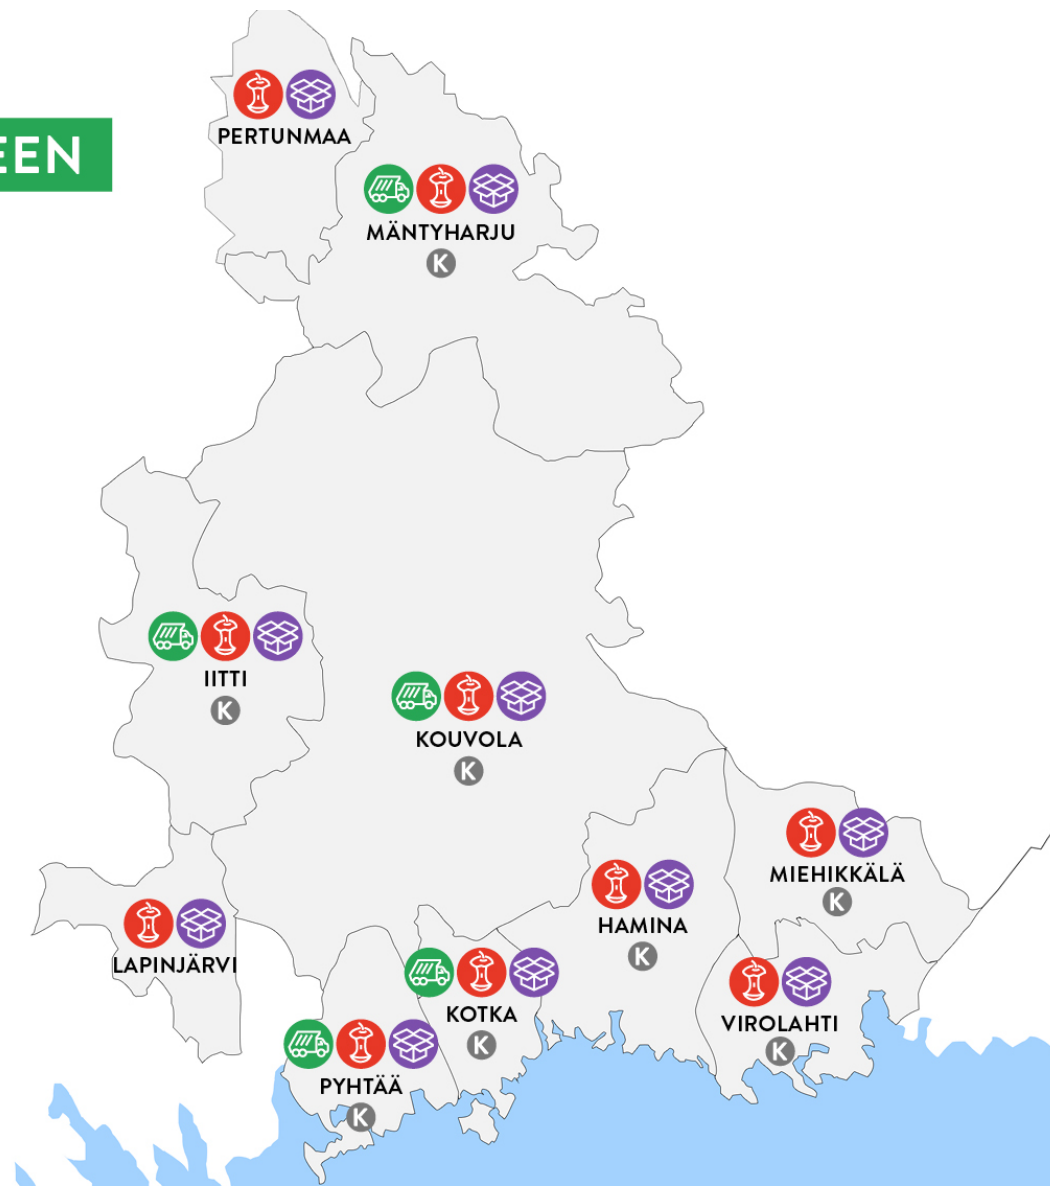 PERTUNMAA
EEN
MÄNTYHARJU
K
IITTI
K
KOUVOLA
K
MIEHIKKÄLÄ
K
HAMINA
K
LAPINJÄRVI
KOTKA
K
VIROLAHTI
K
PYHTÄÄ
K